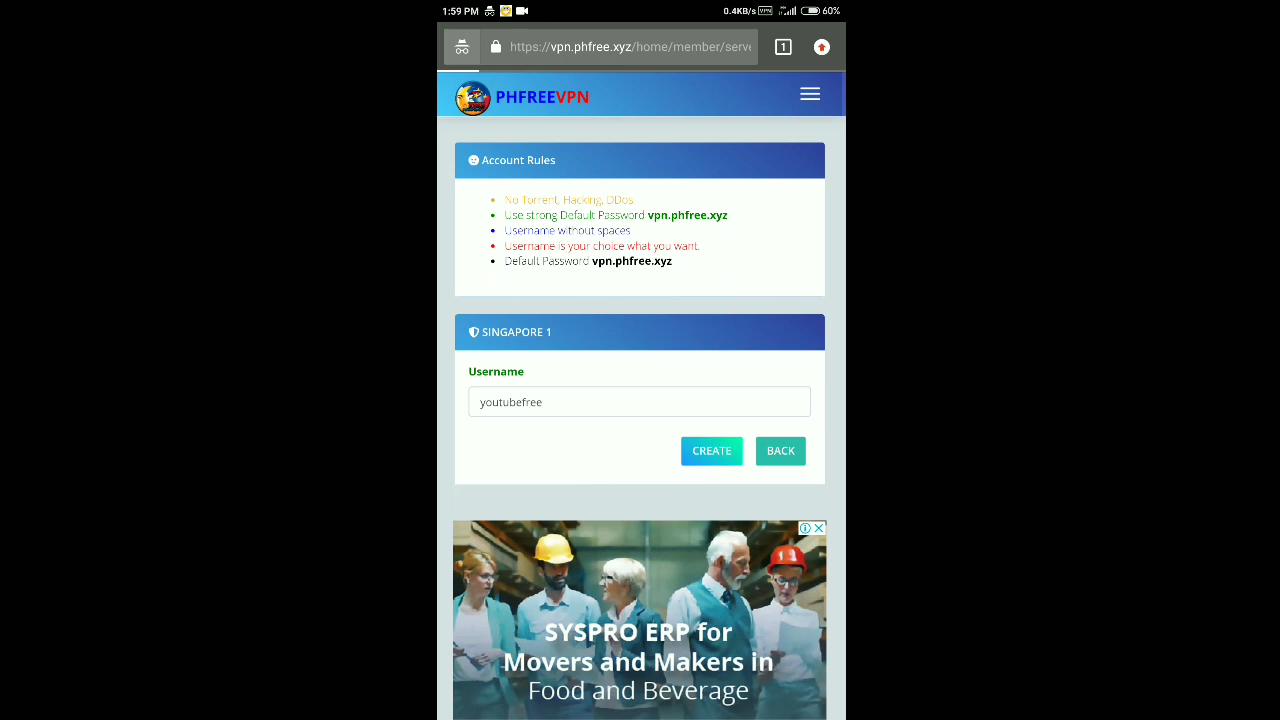 1:59 PM 0.4KB/s VPN 60%
https://vpn.phfree.xyz/home/member/serve 1
PHFREEVPN
Account Rules
No Torrent, Hacking, DDos
Use strong Default Password vpn.phfree.xyz
Username without spaces
Username is your choice what you want.
Default Password vpn.phfree.xyz
SINGAPORE 1
Username
youtubefree
CREATE BACK
SYSPRO ERP for
Movers and Makers in
Food and Beverage